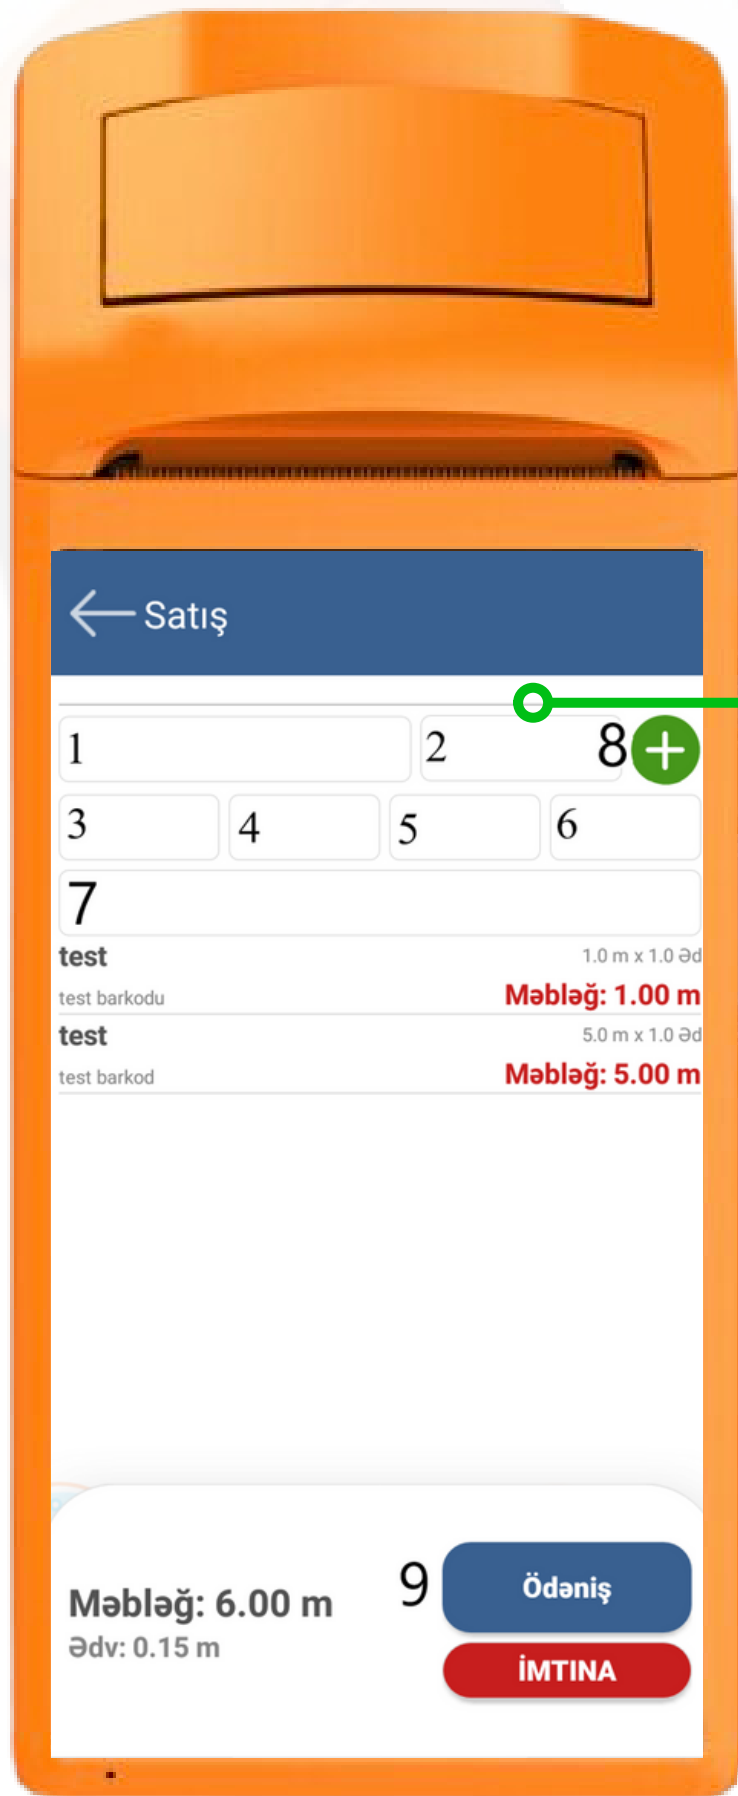 Satış
1 2 8
3 4 5 6
7
test 1.0 m x 1.0 Əd
test barkodu Məbləğ: 1.00 m
test 5.0 m x 1.0 Əd
test barkod Məbləğ: 5.00 m
9 Ödəniş
Məbləğ: 6.00 m
Ədv: 0.15 m
İMTINA